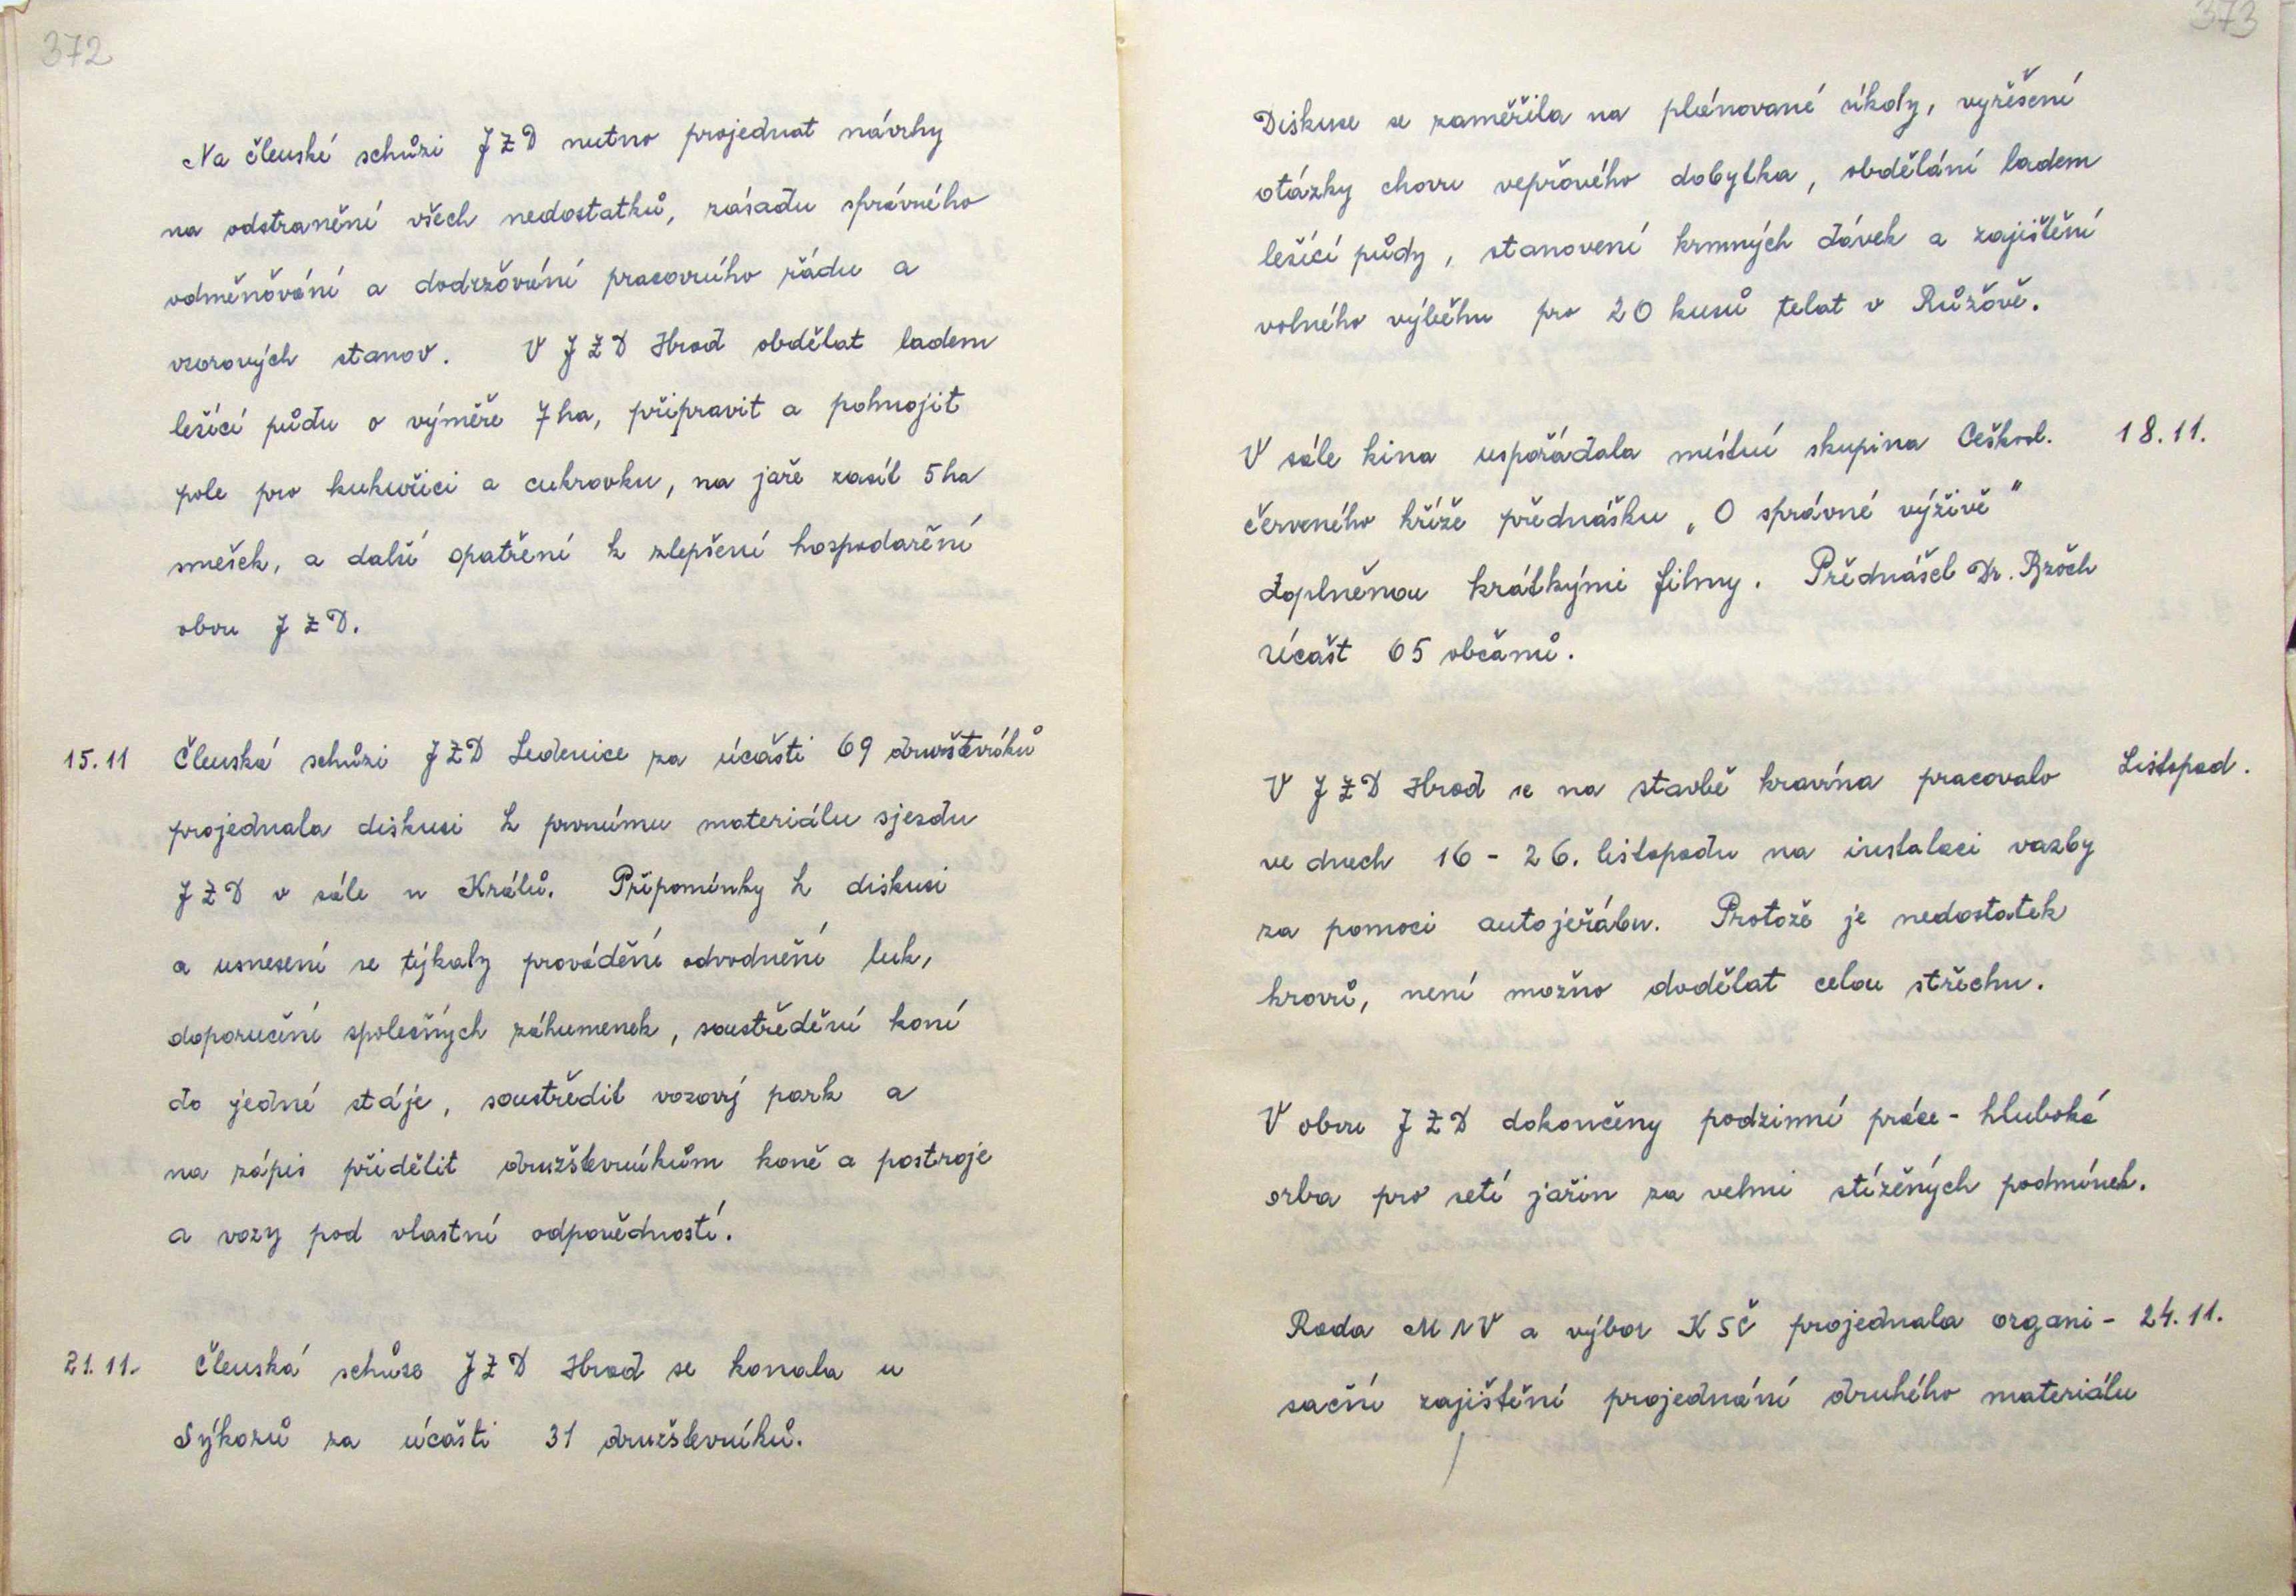 372
Na členské schůzi JZD nutno projednat návrhy
na odstranění všech nedostatků, zásadu správného
odměňování a dodržování pracovního řádu a
vzorových stanov. V JZD Hrad obdělat ladem
ležící půdu o výměře 7 ha, připravit a pohnojit
pole pro kukuřici a cukrovku, na jaře zasít 5 ha
směsek, a další opatření k zlepšení hospodaření
obou JZD.
15.11 Členská schůzi JZD Ledenice za účasti 69 družstevníků
projednala diskusi k prvnímu materiálu sjezdu
JZD v sále u Králů. Připomínky k diskusi
a usnesení se týkaly provádění odvodnění luk,
doporučení společných záhumenek, soustředění koní
do jedné stáje, soustředit vozový park a
na zápis přidělit družstevníkům koně a postroje
a vozy pod vlastní odpovědností.
21.11. Členská schůze JZD Hrad se konala u
Sýkorů za účasti 31 družstevníků.
373
Diskuse se zaměřila na plánované úkoly, vyřešení
otázky chovu vepřového dobytka, obdělání ladem
ležící půdy, stanovení krmných dávek a zajištění
volného výběhu pro 20 kusů telat v Růžově.
V sále kina uspořádala místní skupina Českosl. 18.11.
červeného kříže přednášku „O správné výživě"
doplněnou krátkými filmy. Přednášel Dr.
Účast 65 občanů.
V JZD Hrad se na stavbě kravína pracovalo Listopad.
ve dnech 16 - 26. listopadu na instalaci vazby
za pomoci autojeřábu. Protože je nedostatek
krovů, není možno dodělat celou střechu.
V obou JZD dokončeny podzimní práce - hluboká
orba pro setí jařin za velmi stížených podmínek.
Rada MNV a výbor KSČ projednala organi- 24.11.
sační zajištění projednání druhého materiálu